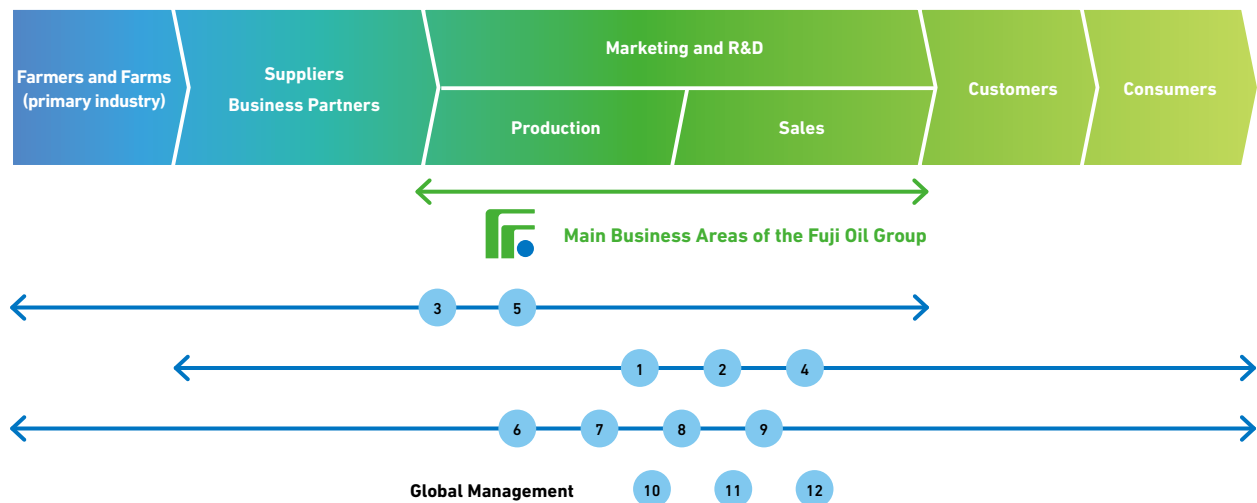 Farmers and Farms
(primary industry)
Suppliers
Business Partners
Marketing and R&D
Production
Sales
Customers
Consumers
Main Business Areas of the Fuji Oil Group
3
5
1
2
4
6
7
8
9
Global Management
10
11
12